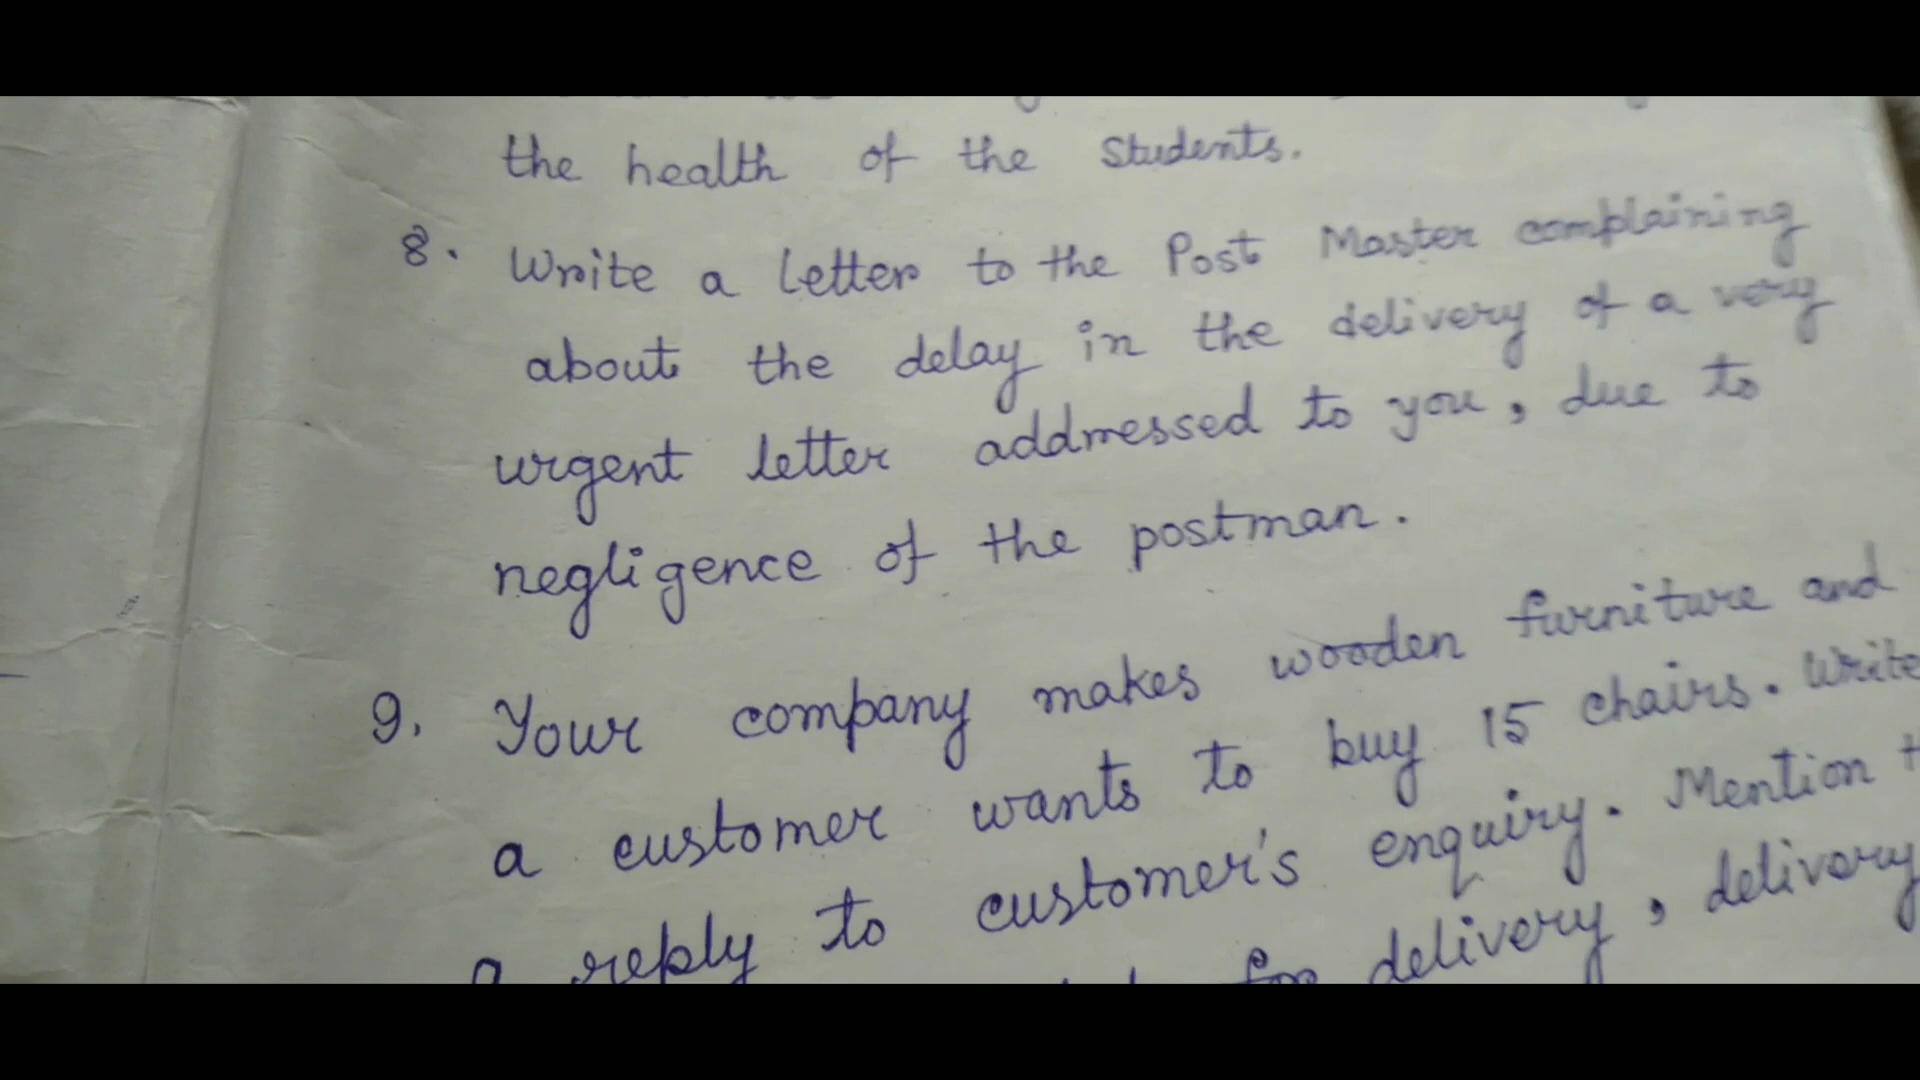 the health of the Students.
8. Write a letter to the Post Master complaining
about the delay in the delivery of a very
urgent letter addressed to you, due to
negligence of the postman.
9. Your company makes wooden furniture and
a customer wants to buy 15 chairs. Write
a reply to customer's enquiry. Mention
for delivery, delivery